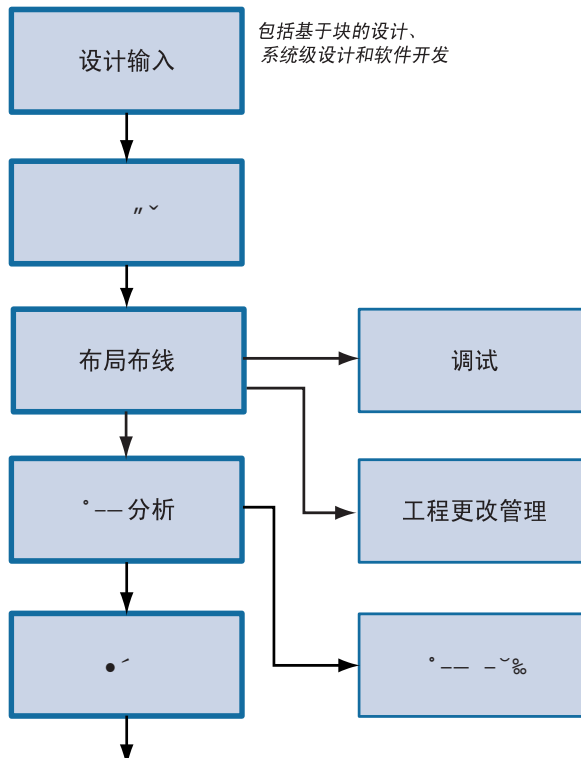 设计输入
包括基于块的设计、
系统级设计和软件开发
布局布线
调试
分析
工程更改管理